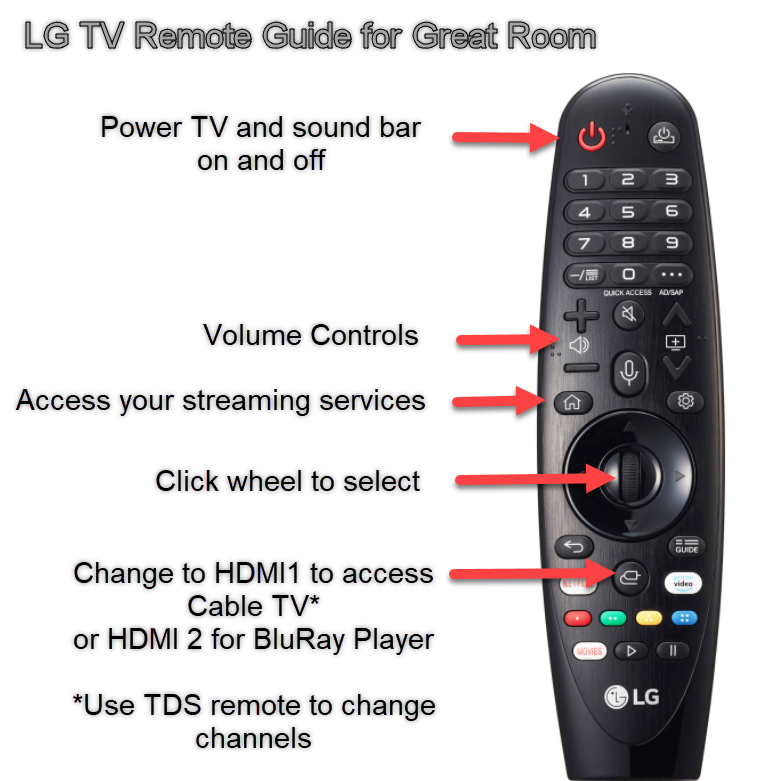 LG TV Remote Guide for Great Room
Power TV and sound bar
on and off
1 2 3
4 5 6
7 8 9
-/LIST 0 ...
QUICK ACCESS AD/SAP
Volume Controls
Access your streaming services
Click wheel to select
GUIDE
Change to HDMI1 to access
Cable TV*
or HDMI 2 for BluRay Player
NETFLIX
prime video
MOVIES
*Use TDS remote to change
channels
LG